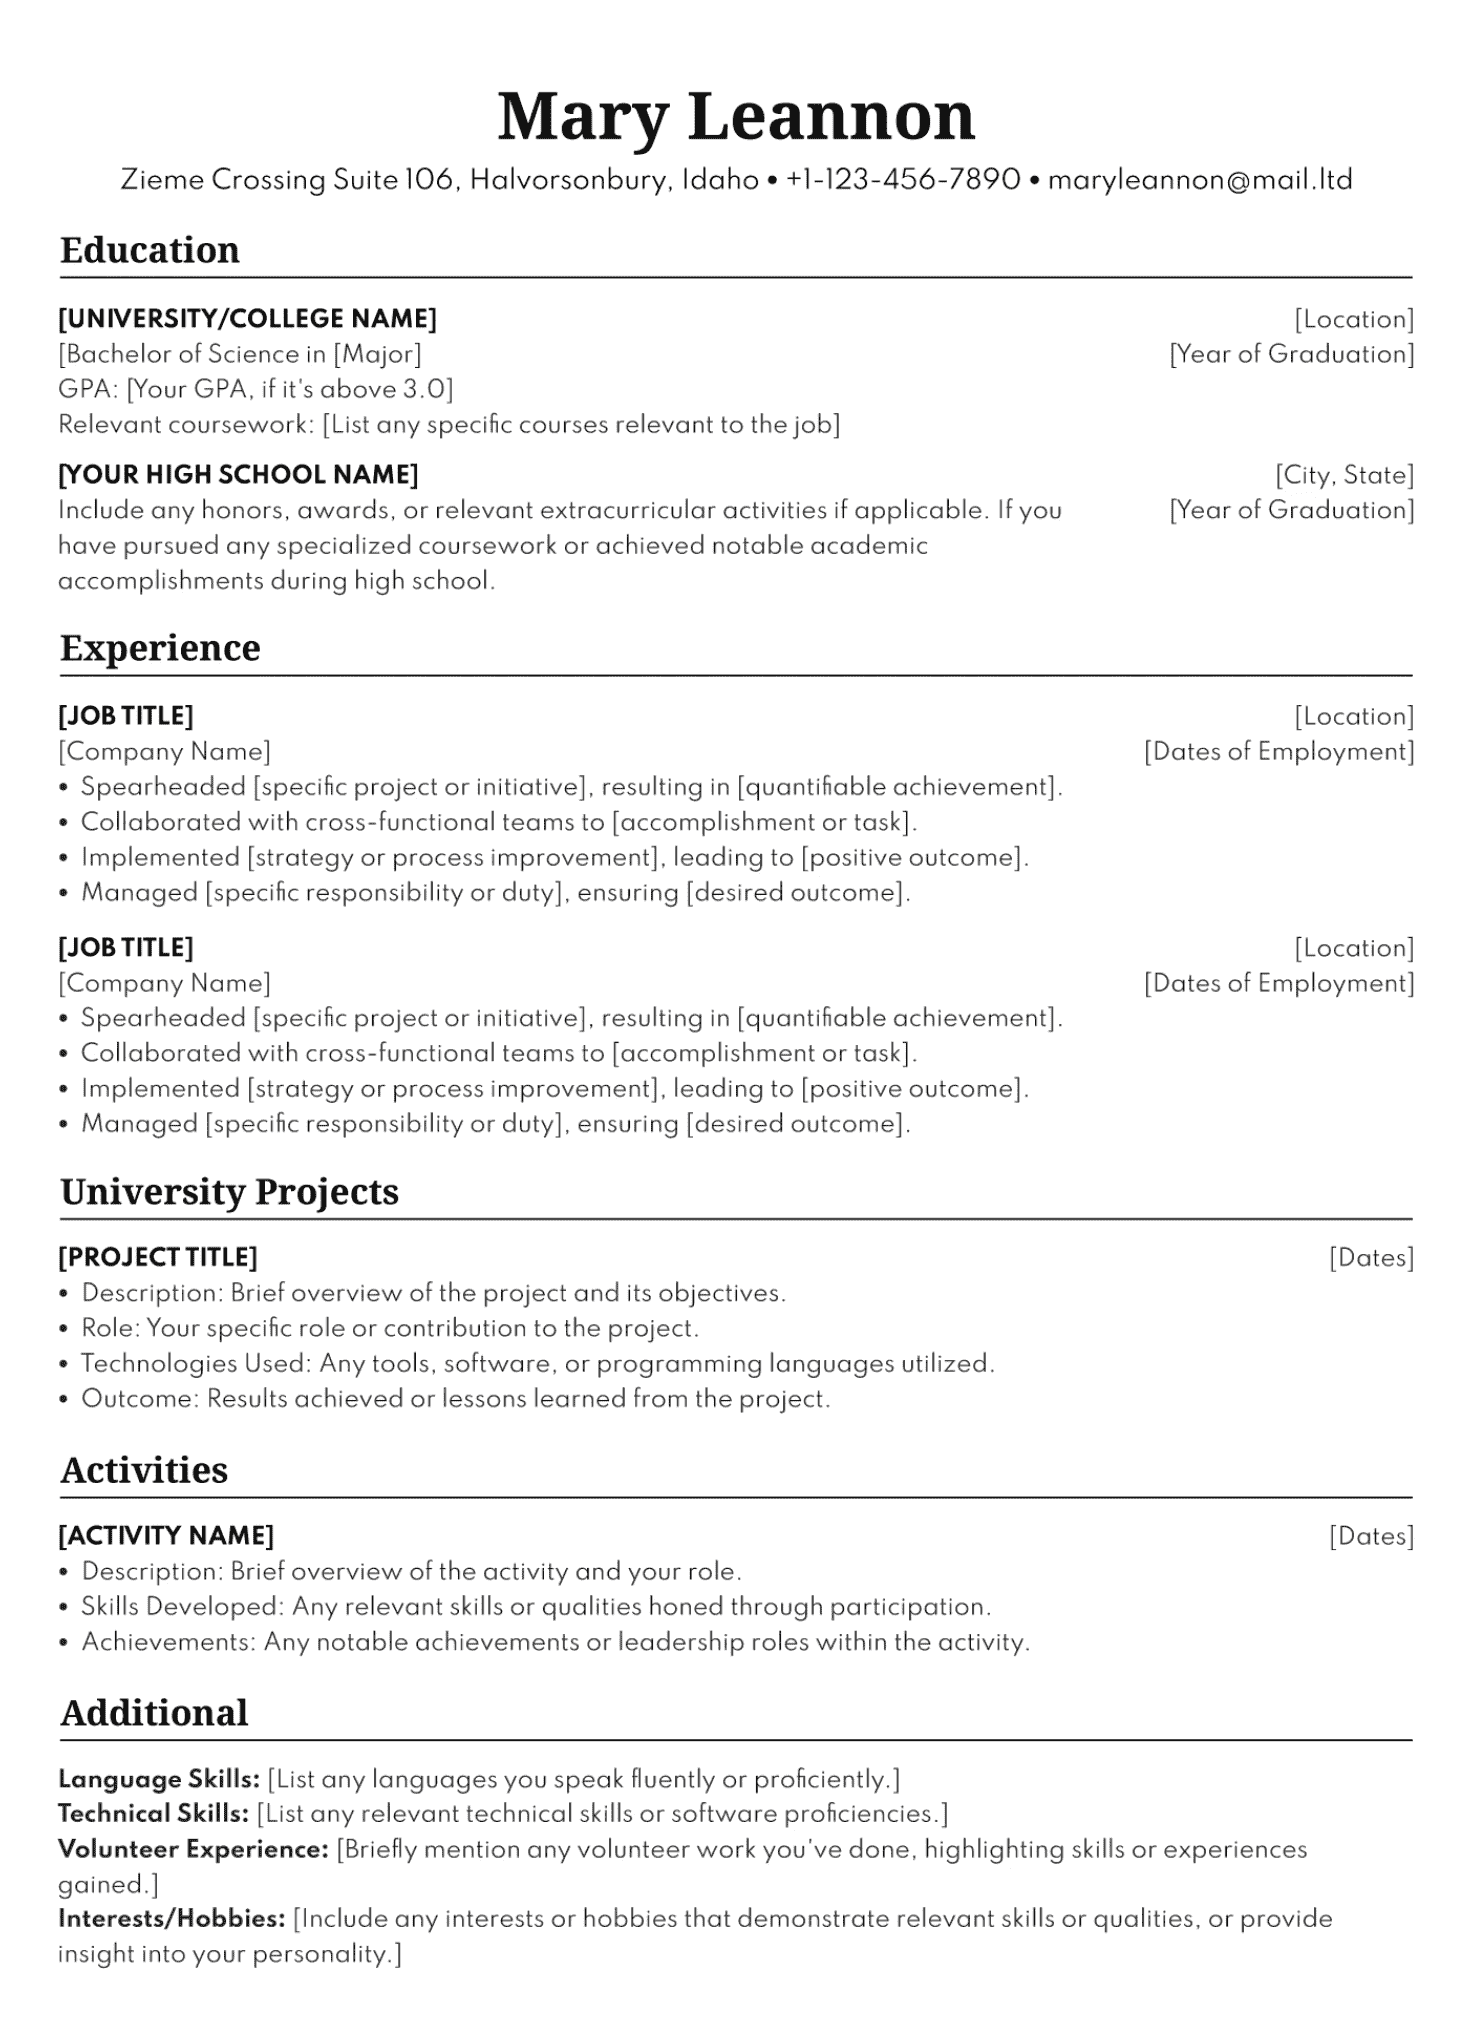 Mary Leannon
Zieme Crossing Suite 106, Halvorsonbury, Idaho • +1-123-456-7890 • maryleannon@mail.ltd
Education
[UNIVERSITY/COLLEGE NAME] [Location]
[Bachelor of Science in [Major] [Year of Graduation]
GPA: [Your GPA, if it's above 3.0]
Relevant coursework: [List any specific courses relevant to the job]
[YOUR HIGH SCHOOL NAME] [City, State]
Include any honors, awards, or relevant extracurricular activities if applicable. If you [Year of Graduation]
have pursued any specialized coursework or achieved notable academic
accomplishments during high school.
Experience
[JOB TITLE] [Location]
[Company Name] [Dates of Employment]
• Spearheaded [specific project or initiative], resulting in [quantifiable achievement].
• Collaborated with cross-functional teams to [accomplishment or task].
• Implemented [strategy or process improvement], leading to [positive outcome].
• Managed [specific responsibility or duty], ensuring [desired outcome].
[JOB TITLE] [Location]
[Company Name] [Dates of Employment]
• Spearheaded [specific project or initiative], resulting in [quantifiable achievement].
• Collaborated with cross-functional teams to [accomplishment or task].
• Implemented [strategy or process improvement], leading to [positive outcome].
• Managed [specific responsibility or duty], ensuring [desired outcome].
University Projects
[PROJECT TITLE] [Dates]
• Description: Brief overview of the project and its objectives.
• Role: Your specific role or contribution to the project.
• Technologies Used: Any tools, software, or programming languages utilized.
• Outcome: Results achieved or lessons learned from the project.
Activities
[ACTIVITY NAME] [Dates]
• Description: Brief overview of the activity and your role.
• Skills Developed: Any relevant skills or qualities honed through participation.
• Achievements: Any notable achievements or leadership roles within the activity.
Additional
Language Skills: [List any languages you speak fluently or proficiently.]
Technical Skills: [List any relevant technical skills or software proficiencies.]
Volunteer Experience: [Briefly mention any volunteer work you've done, highlighting skills or experiences
gained.]
Interests/Hobbies: [Include any interests or hobbies that demonstrate relevant skills or qualities, or provide
insight into your personality.]